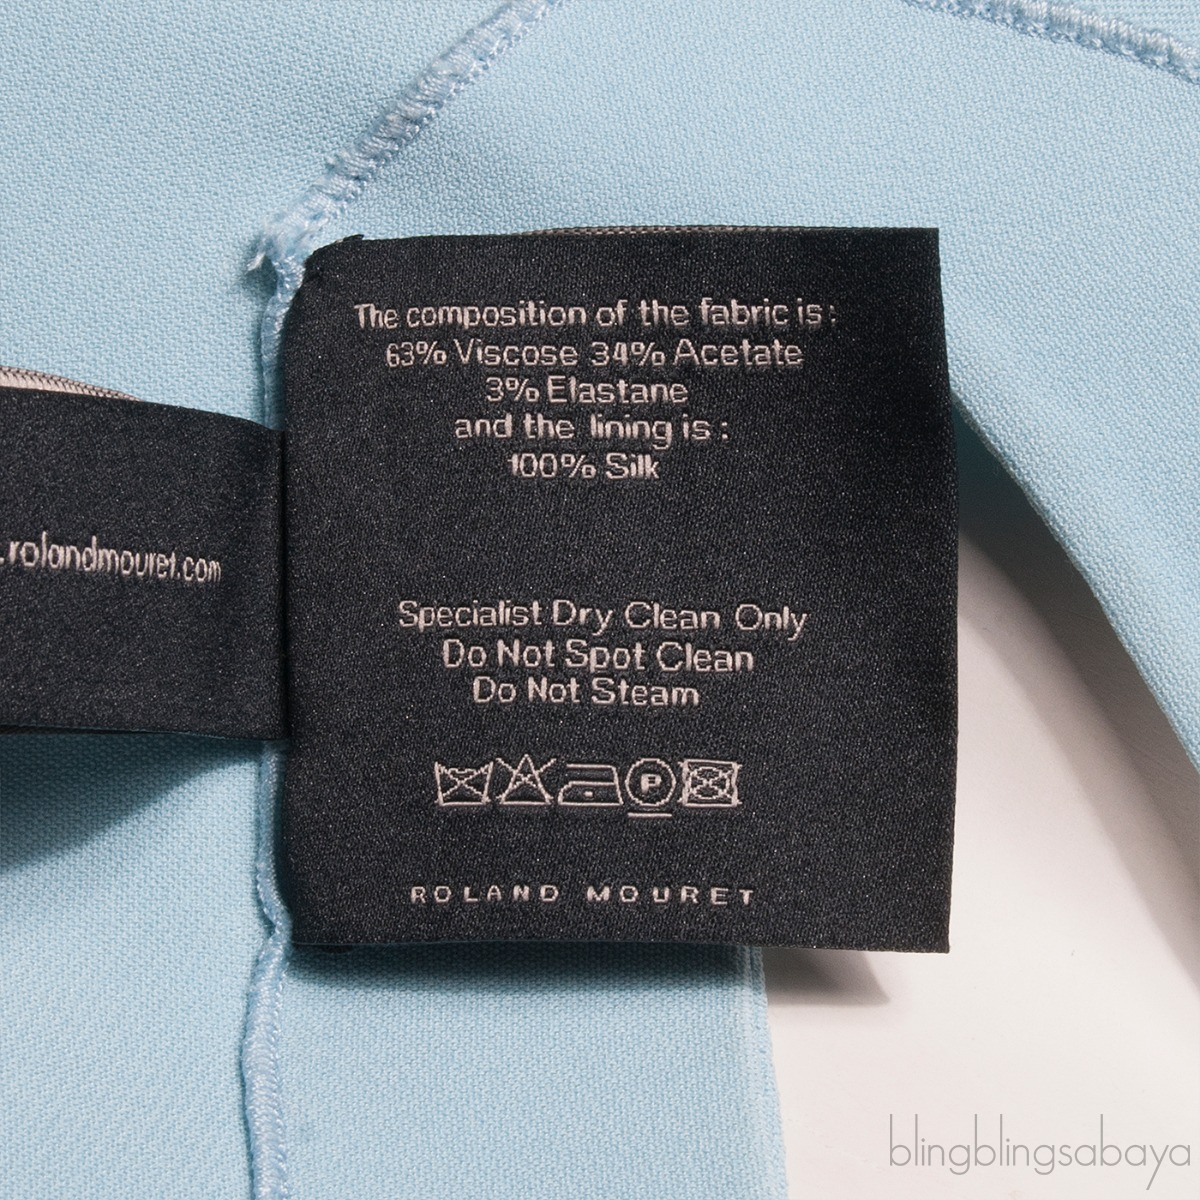 The composition of the fabric is :
63% Viscose 34% Acetate
3% Elastane
and the lining is :
100% Silk
.rolandmouret.com
Specialist Dry Clean Only
Do Not Spot Clean
Do Not Steam
P
ROLAND MOURET
blingblingsabaya